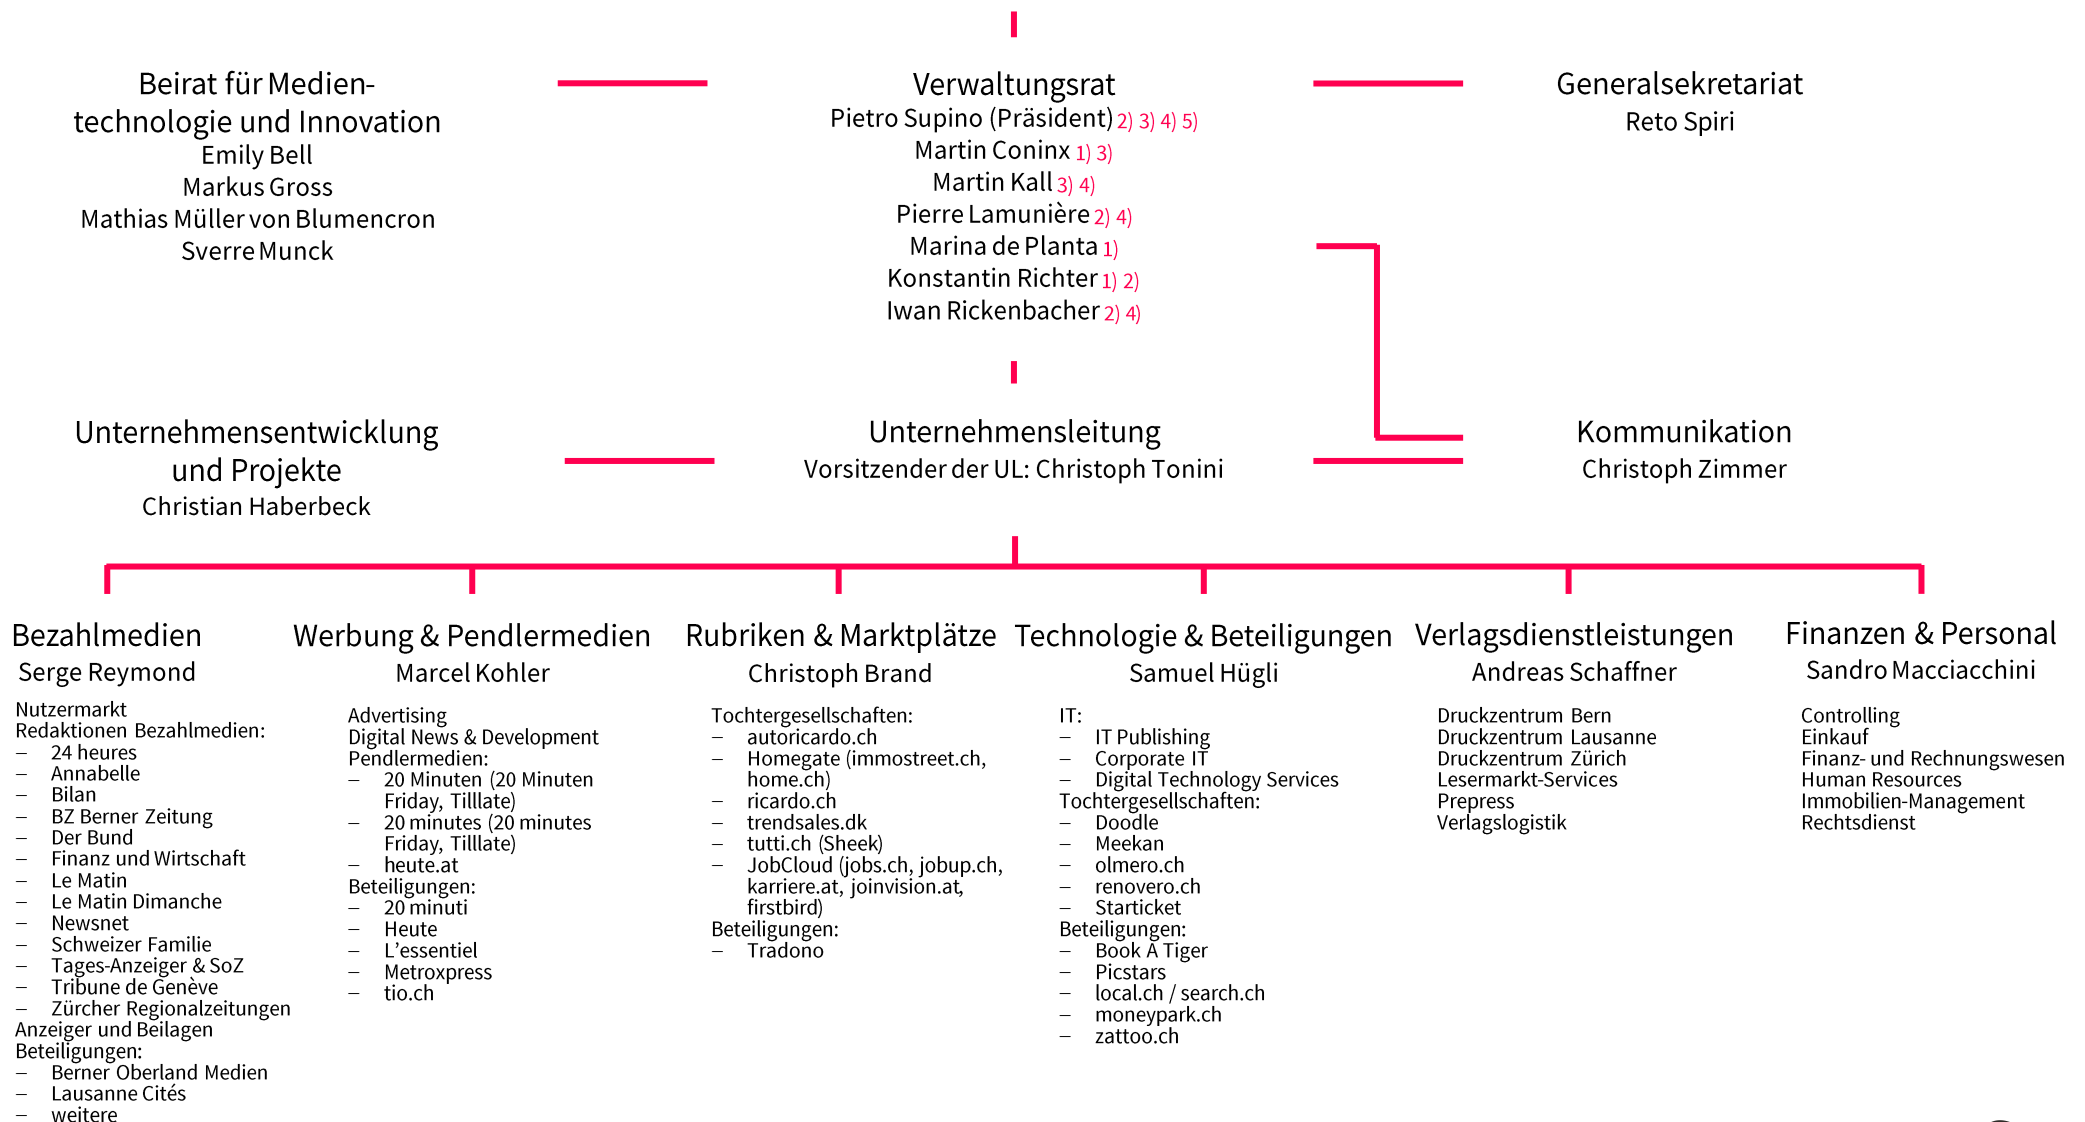 Beirat für Medien-
technologie und Innovation
Emily Bell
Markus Gross
Mathias Müller von Blumencron
Sverre Munck
Verwaltungsrat
Pietro Supino (Präsident) 2) 3) 4) 5)
Martin Coninx 1) 3)
Martin Kall 3) 4)
Pierre Lamunière 2) 4)
Marina de Planta 1)
Konstantin Richter 1) 2)
Iwan Rickenbacher 2) 4)
Generalsekretariat
Reto Spiri
Unternehmensentwicklung
und Projekte
Christian Haberbeck
Unternehmensleitung
Vorsitzender der UL: Christoph Tonini
Kommunikation
Christoph Zimmer
Bezahlmedien
Serge Reymond
Nutzermarkt
Redaktionen Bezahlmedien:
– 24 heures
– Annabelle
– Bilan
– BZ Berner Zeitung
– Der Bund
– Finanz und Wirtschaft
– Le Matin
– Le Matin Dimanche
– Newsnet
– Schweizer Familie
– Tages-Anzeiger & SoZ
– Tribune de Genève
– Zürcher Regionalzeitungen
Anzeiger und Beilagen
Beteiligungen:
– Berner Oberland Medien
– Lausanne Cités
– weitere
Werbung & Pendlermedien
Marcel Kohler
Advertising
Digital News & Development
Pendlermedien:
– 20 Minuten (20 Minuten
Friday, Tilllate)
– 20 minutes (20 minutes
Friday, Tilllate)
– heute.at
Beteiligungen:
– 20 minuti
– Heute
– L’essentiel
– Metroxpress
– tio.ch
Rubriken & Marktplätze
Christoph Brand
Tochtergesellschaften:
– autoricardo.ch
– Homegate (immostreet.ch,
home.ch)
– ricardo.ch
– trendsales.dk
– tutti.ch (Sheek)
– JobCloud (jobs.ch, jobup.ch,
karriere.at, joinvision.at,
firstbird)
Beteiligungen:
– Tradono
Technologie & Beteiligungen
Samuel Hügli
IT:
– IT Publishing
– Corporate IT
– Digital Technology Services
Tochtergesellschaften:
– Doodle
– Meekan
– olmero.ch
– renovero.ch
– Starticket
Beteiligungen:
– Book A Tiger
– Picstars
– local.ch / search.ch
– moneypark.ch
– zattoo.ch
Verlagsdienstleistungen
Andreas Schaffner
Druckzentrum Bern
Druckzentrum Lausanne
Druckzentrum Zürich
Lesermarkt-Services
Prepress
Verlagslogistik
Finanzen & Personal
Sandro Macciacchini
Controlling
Einkauf
Finanz- und Rechnungswesen
Human Resources
Immobilien-Management
Rechtsdienst